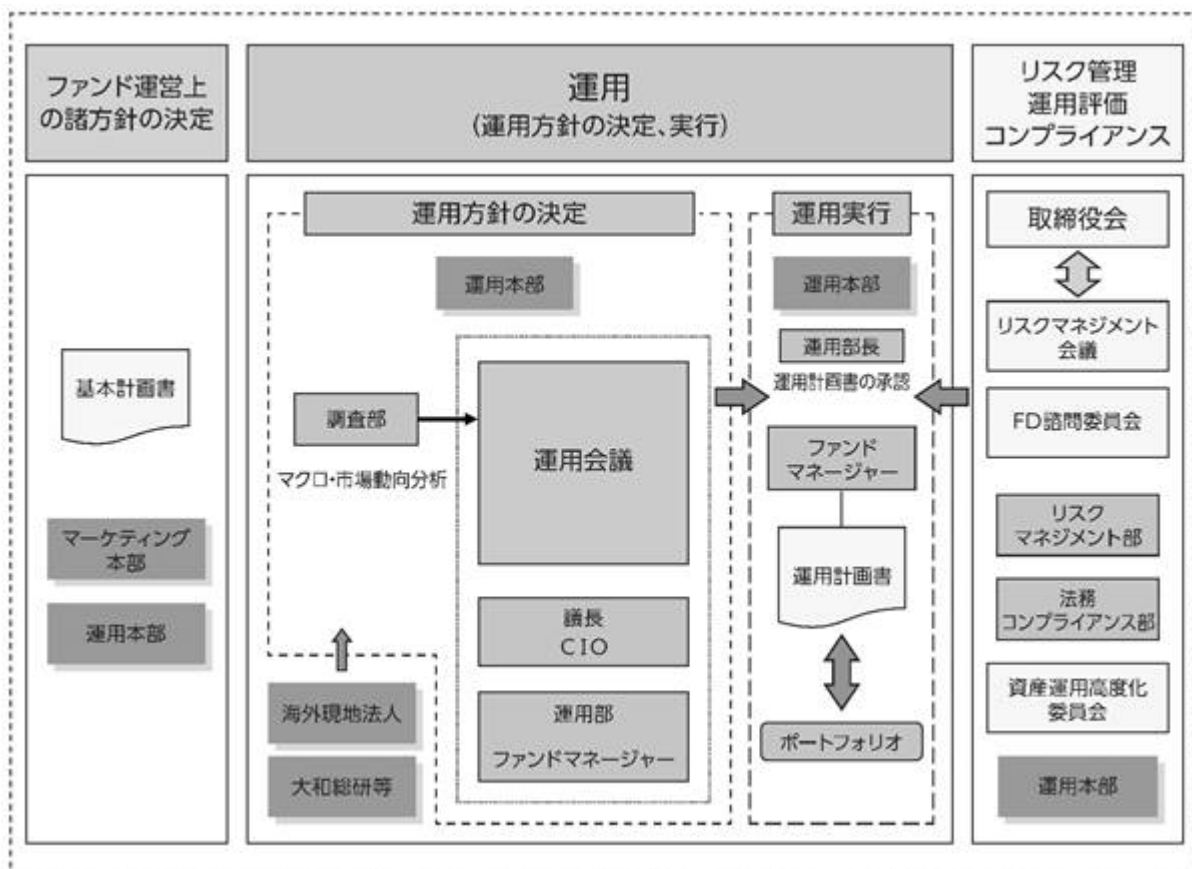 ファンド運営上
の諸方針の決定
運用
(運用方針の決定、実行)
リスク管理
運用評価
コンプライアンス
基本計画書
マーケティング
本部
運用本部
運用方針の決定
運用本部
調査部
マクロ・市場動向分析
運用会議
議長
CIO
運用部
ファンドマネージャー
海外現地法人
大和総研等
運用実行
運用本部
運用部長
運用計画書の承認
ファンド
マネージャー
運用計画書
ポートフォリオ
取締役会
リスクマネジメント
会議
FD諮問委員会
リスク
マネジメント部
法務
コンプライアンス部
資産運用高度化
委員会
運用本部